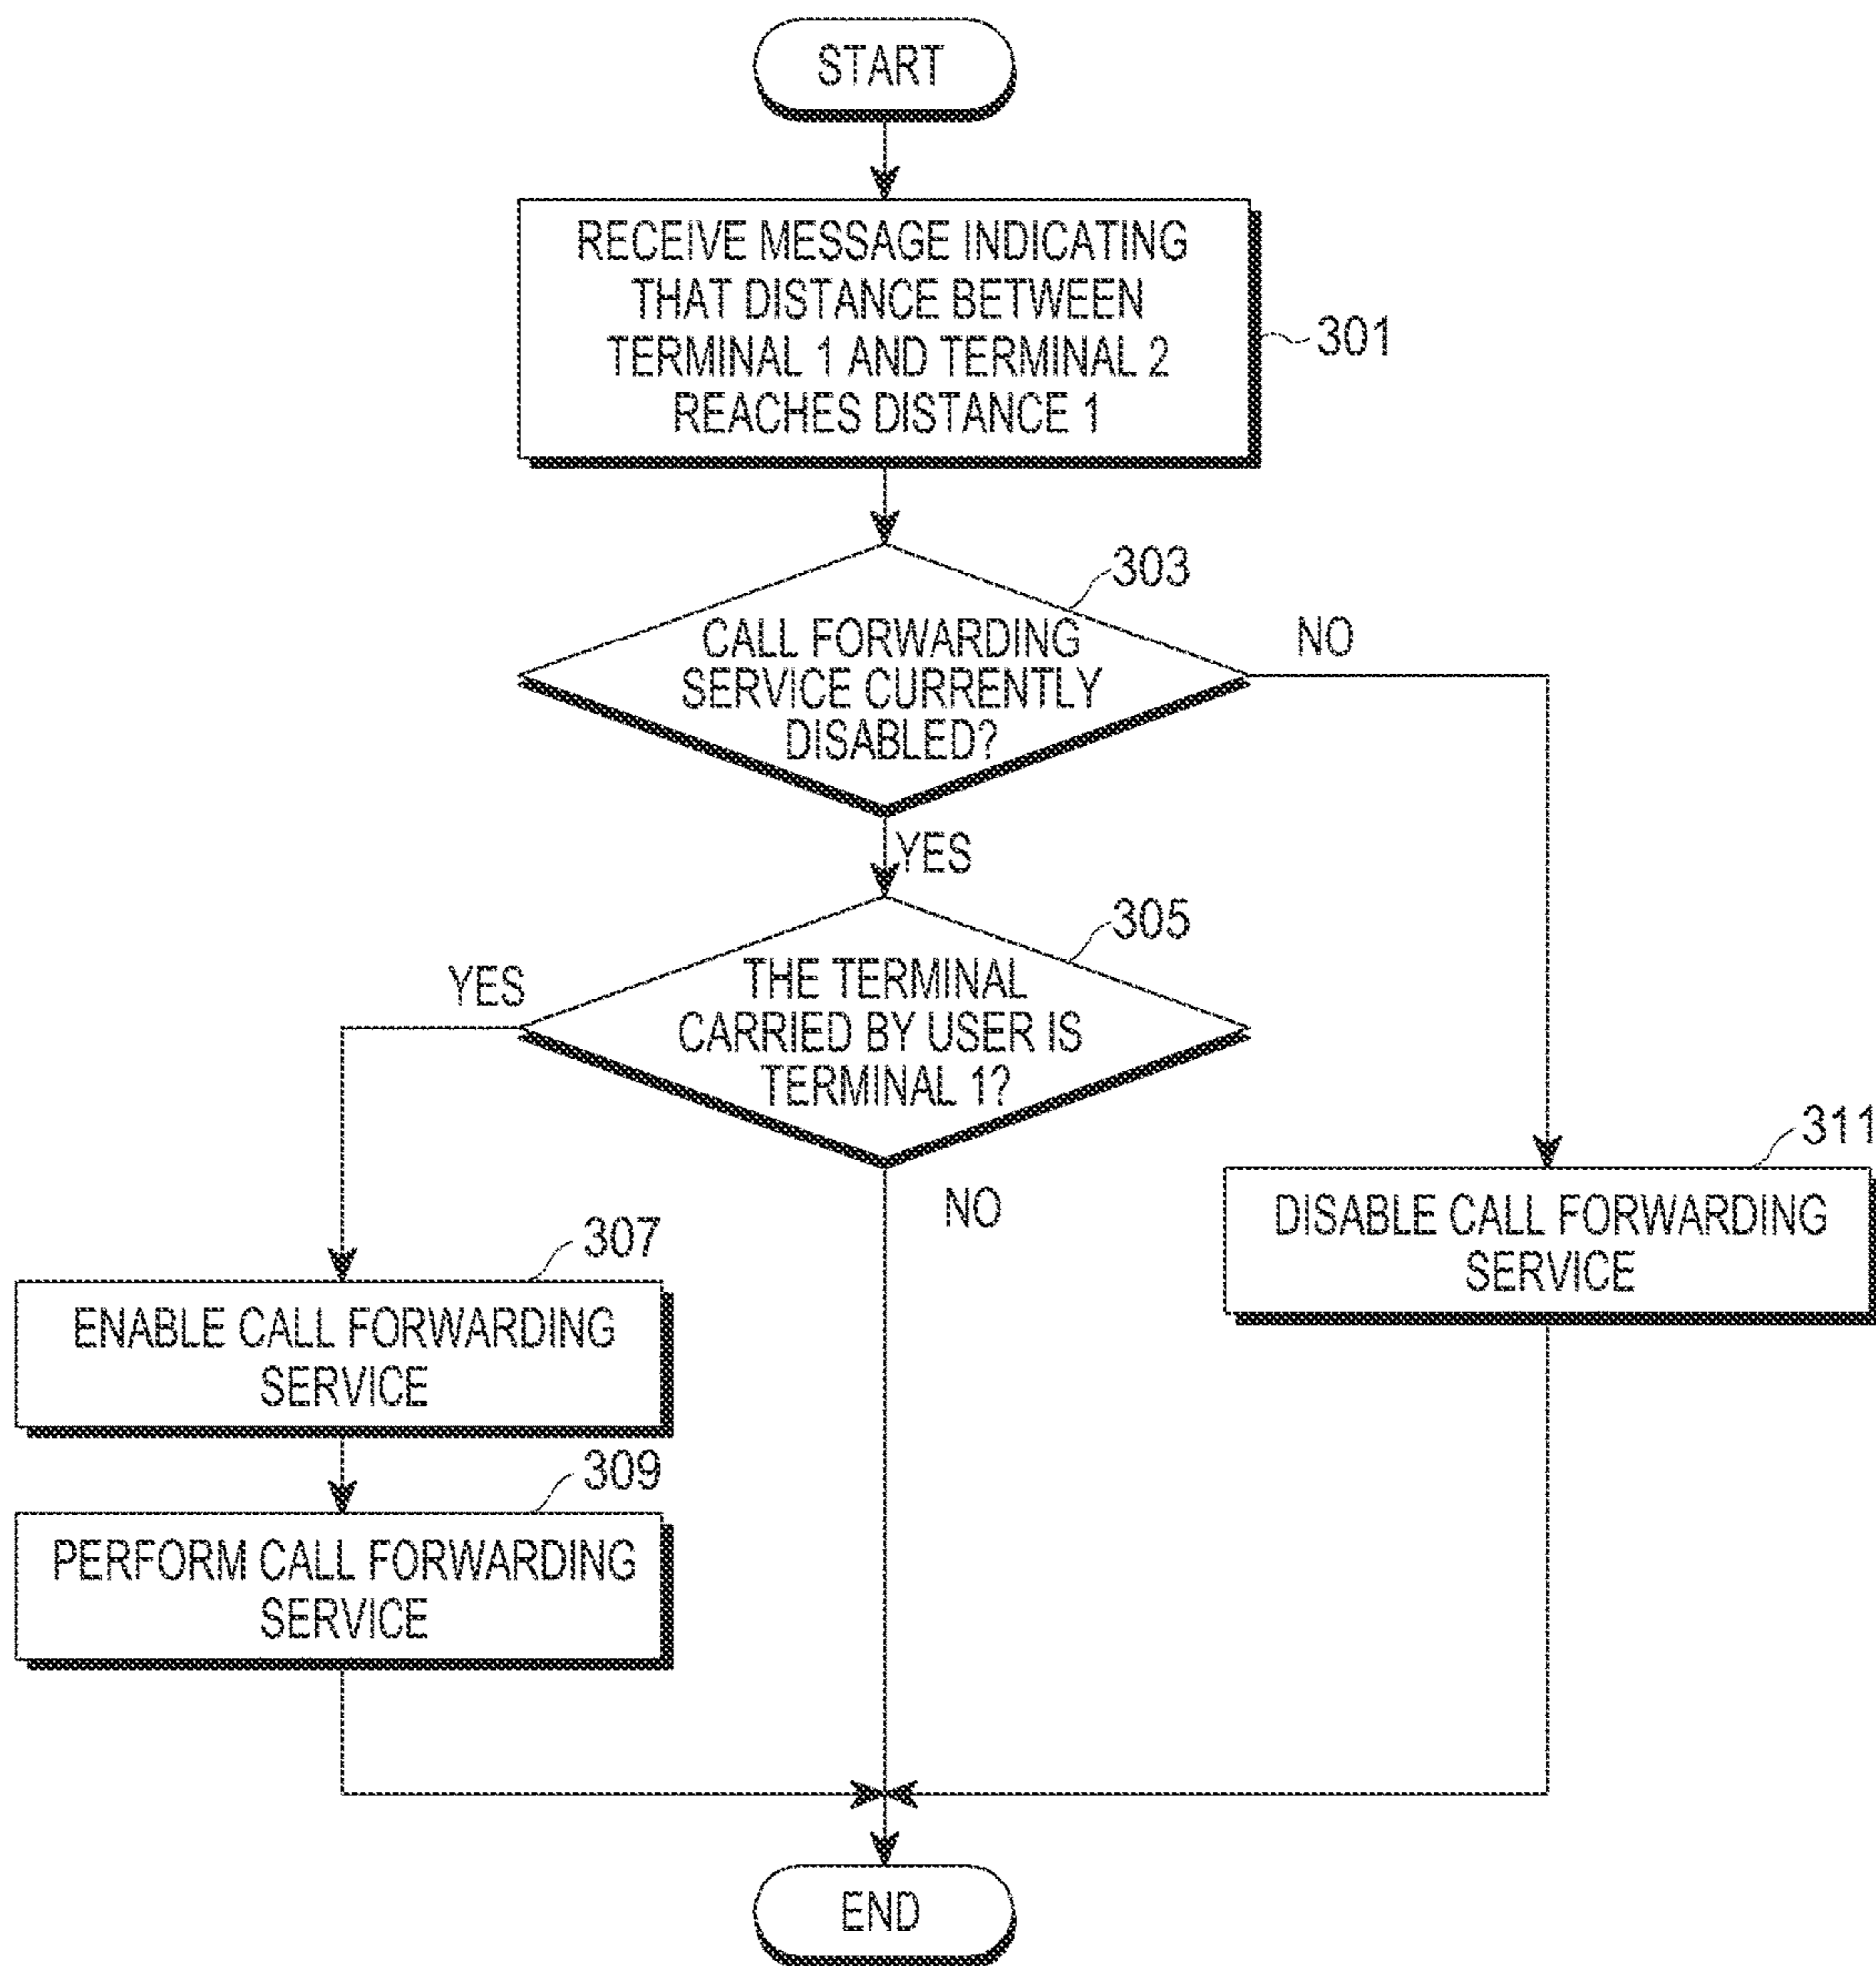 START
RECEIVE MESSAGE INDICATING
THAT DISTANCE BETWEEN
TERMINAL 1 AND TERMINAL 2
REACHES DISTANCE 1
301
303
CALL FORWARDING
SERVICE CURRENTLY
DISABLED?
NO
YES
305
THE TERMINAL
CARRIED BY USER IS
TERMINAL 1?
YES
NO
311
DISABLE CALL FORWARDING
SERVICE
307
ENABLE CALL FORWARDING
SERVICE
309
PERFORM CALL FORWARDING
SERVICE
END